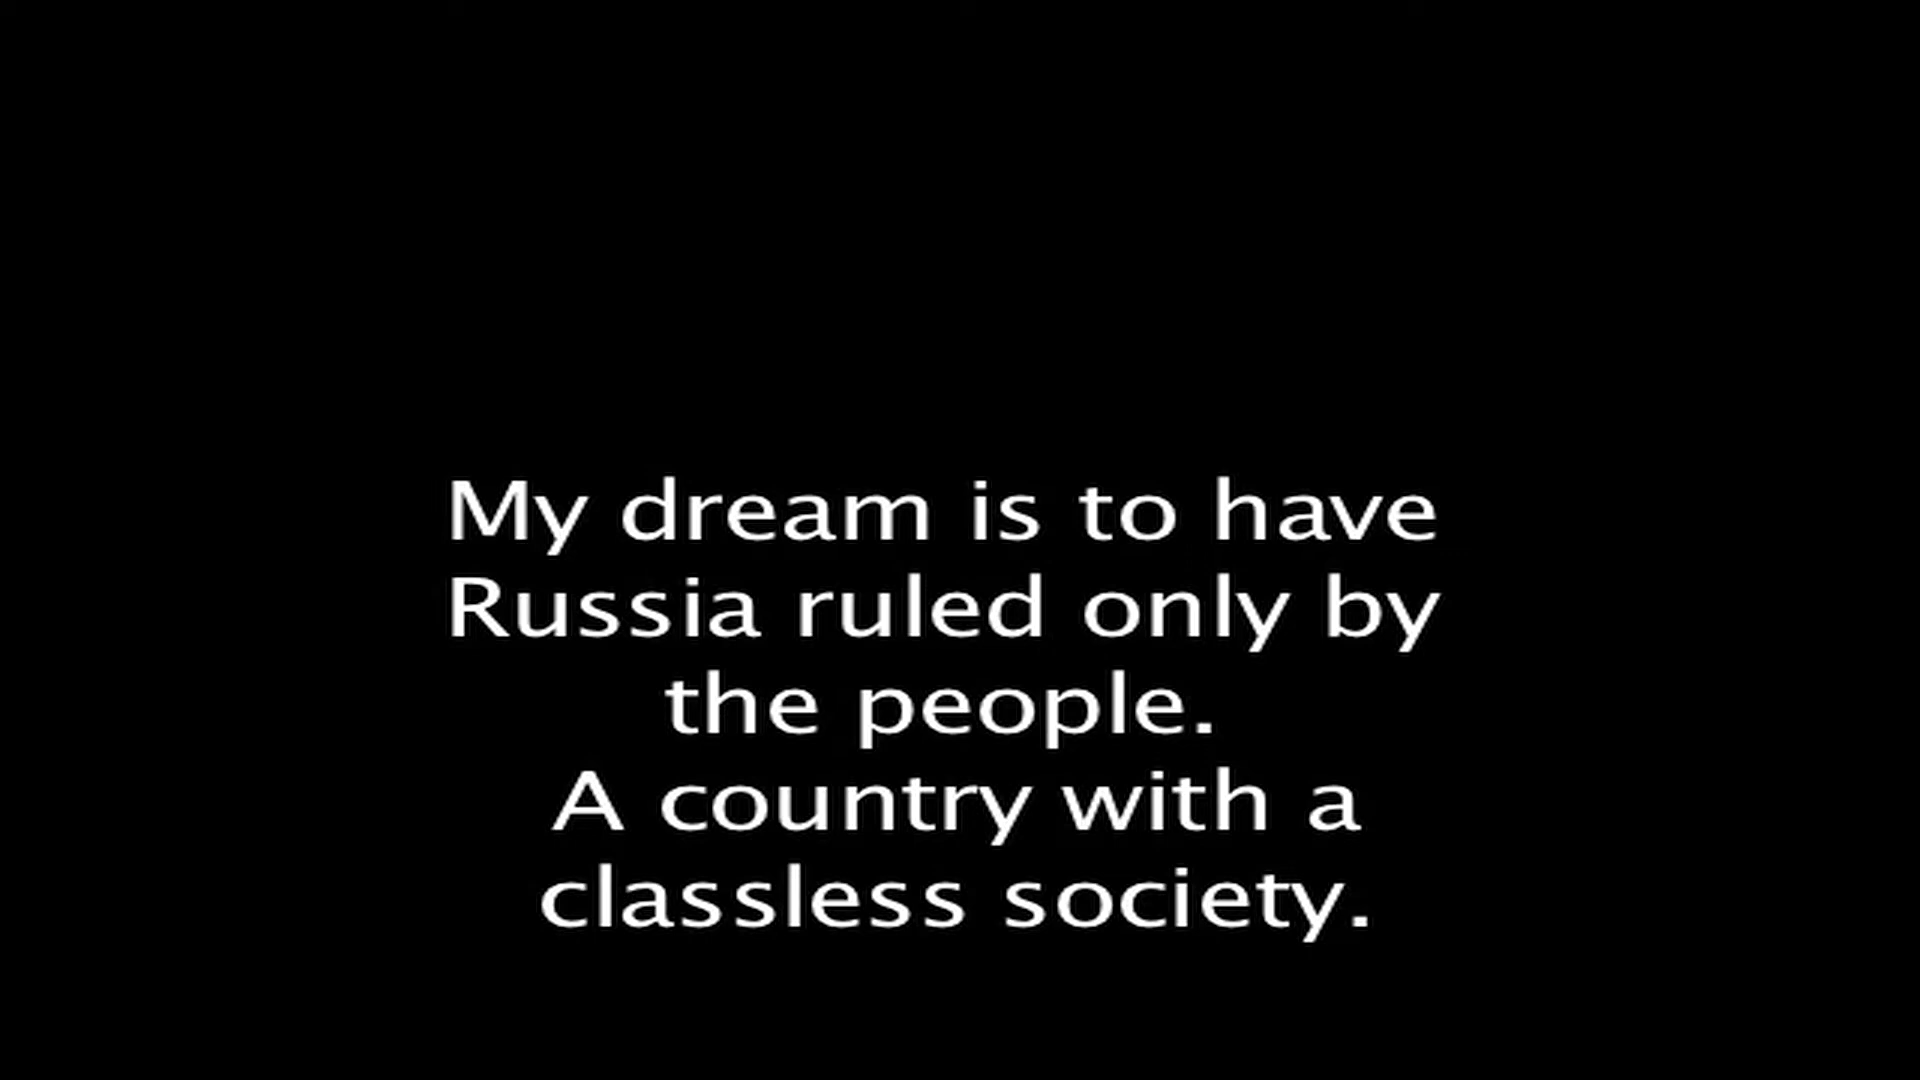 My dream is to have
Russia ruled only by
the people.
A country with a
classless society.